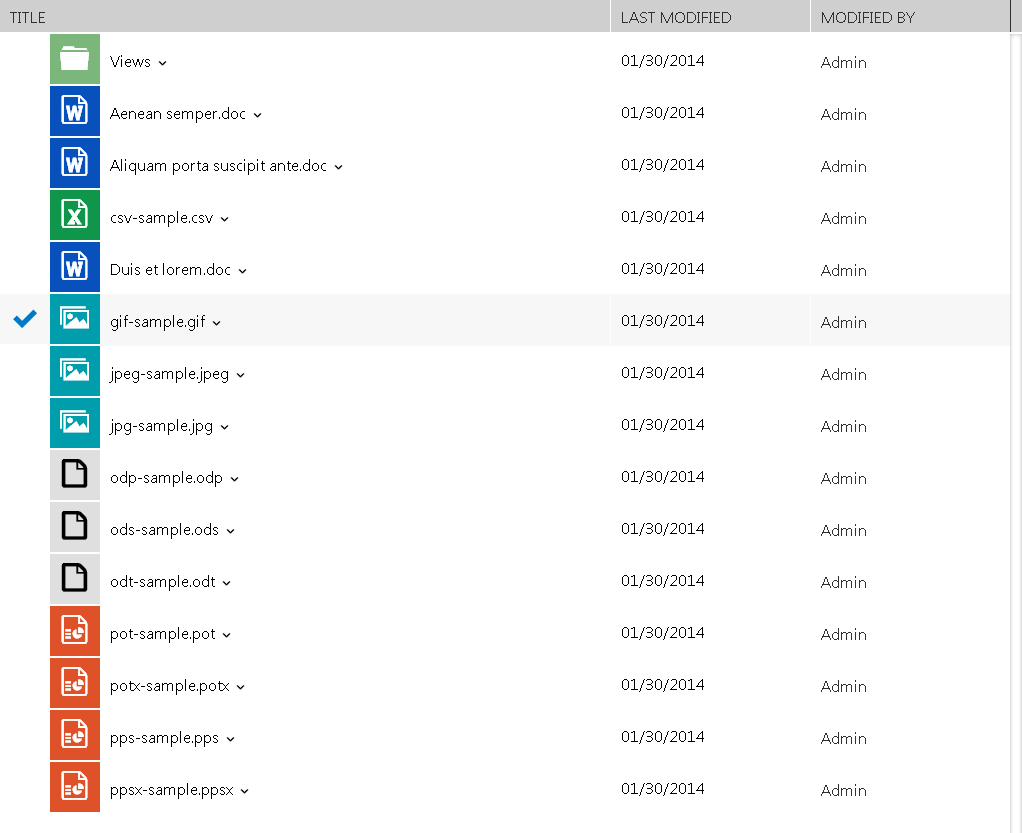 TITLE LAST MODIFIED MODIFIED BY
Views 01/30/2014 Admin
Aenean semper.doc 01/30/2014 Admin
Aliquam porta suscipit ante.doc 01/30/2014 Admin
csv-sample.csv 01/30/2014 Admin
Duis et lorem.doc 01/30/2014 Admin
gif-sample.gif 01/30/2014 Admin
jpeg-sample.jpeg 01/30/2014 Admin
jpg-sample.jpg 01/30/2014 Admin
odp-sample.odp 01/30/2014 Admin
ods-sample.ods 01/30/2014 Admin
odt-sample.odt 01/30/2014 Admin
pot-sample.pot 01/30/2014 Admin
potx-sample.potx 01/30/2014 Admin
pps-sample.pps 01/30/2014 Admin
ppsx-sample.ppsx 01/30/2014 Admin